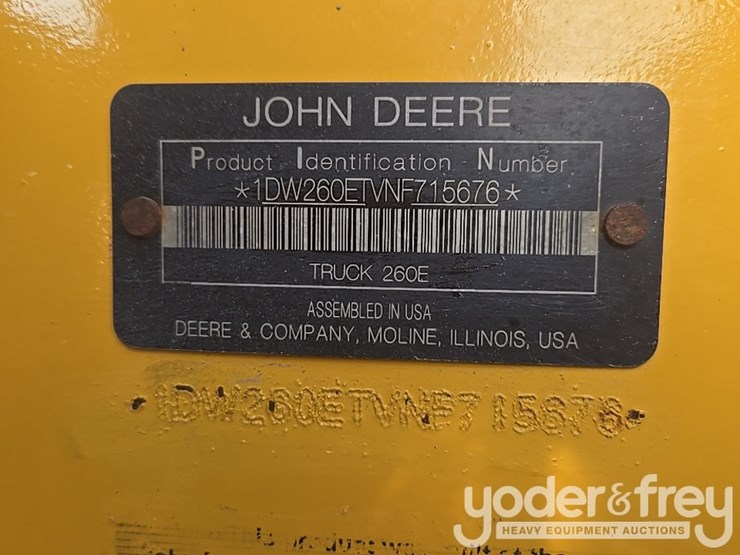 JOHN DEERE
Product Identification Number
*1DW260ETVNF715676*
TRUCK 260E
ASSEMBLED IN USA
DEERE & COMPANY, MOLINE, ILLINOIS, USA
1DW260ETVNF715676
yoder&frey
HEAVY EQUIPMENT AUCTIONS